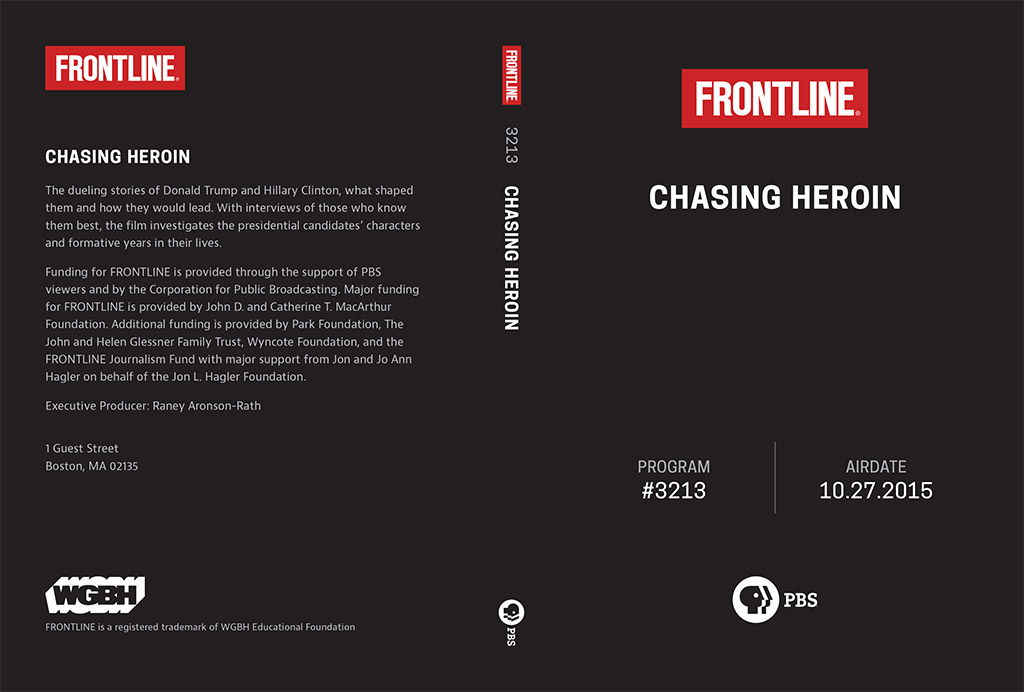 FRONTLINE®
CHASING HEROIN
The dueling stories of Donald Trump and Hillary Clinton, what shaped
them and how they would lead. With interviews of those who know
them best, the film investigates the presidential candidates’ characters
and formative years in their lives.
Funding for FRONTLINE is provided through the support of PBS
viewers and by the Corporation for Public Broadcasting. Major funding
for FRONTLINE is provided by John D. and Catherine T. MacArthur
Foundation. Additional funding is provided by Park Foundation, The
John and Helen Glessner Family Trust, Wyncote Foundation, and the
FRONTLINE Journalism Fund with major support from Jon and Jo Ann
Hagler on behalf of the Jon L. Hagler Foundation.
Executive Producer: Raney Aronson-Rath
1 Guest Street
Boston, MA 02135
WGBH
FRONTLINE is a registered trademark of WGBH Educational Foundation
FRONTLINE
3213
CHASING HEROIN
PBS
FRONTLINE®
CHASING HEROIN
PROGRAM
#3213
AIRDATE
10.27.2015
PBS